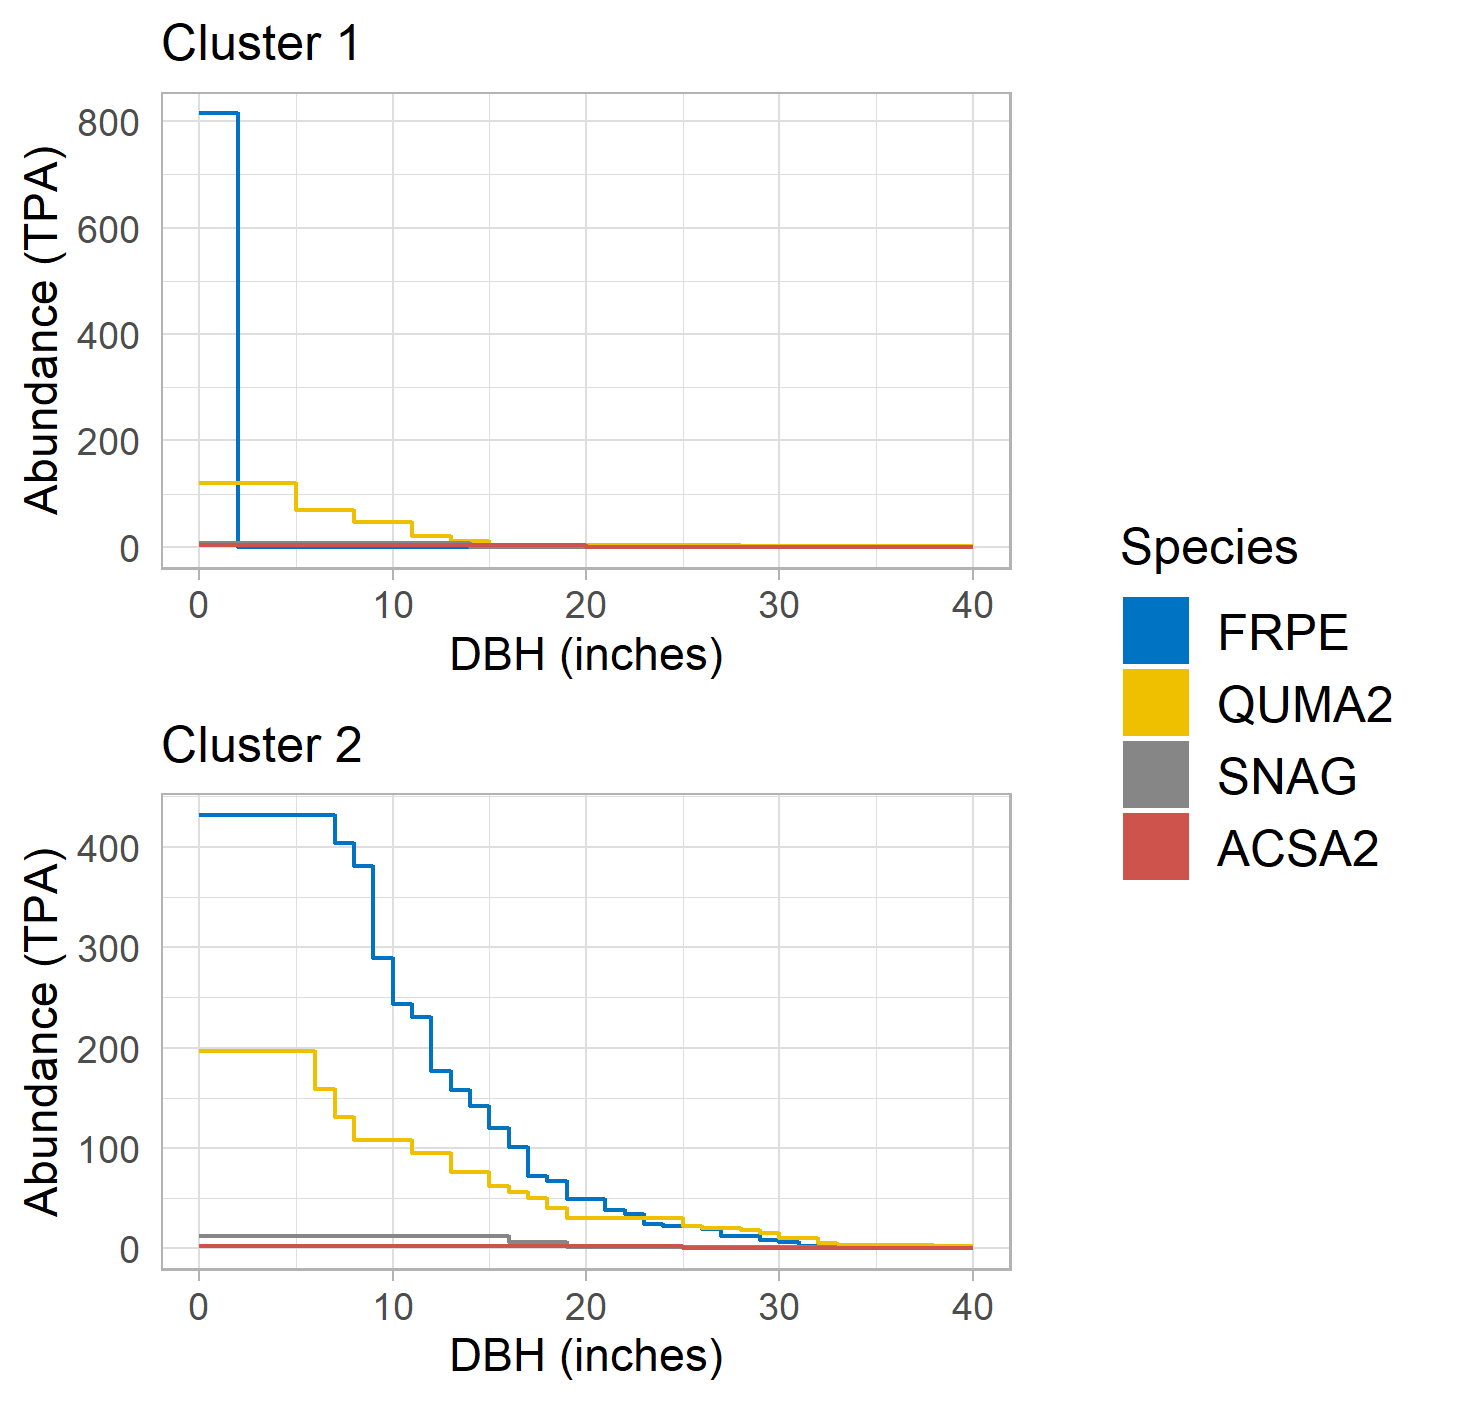 Cluster 1
Abundance (TPA)
800
600
400
200
0
0 10 20 30 40
DBH (inches)
Cluster 2
Abundance (TPA)
400
300
200
100
0
0 10 20 30 40
DBH (inches)
Species
FRPE
QUMA2
SNAG
ACSA2